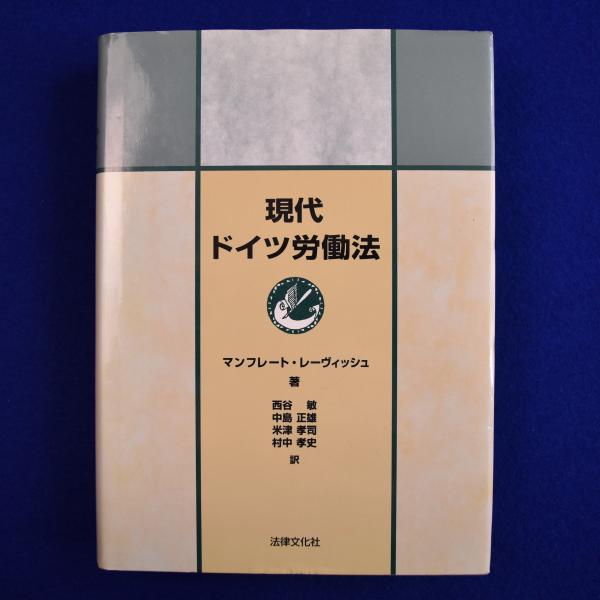 現代
ドイツ労働法
マンフレート・レーヴィッシュ
著
西谷 敏
中島 正雄
米津 孝司
村中 孝史
訳
法律文化社